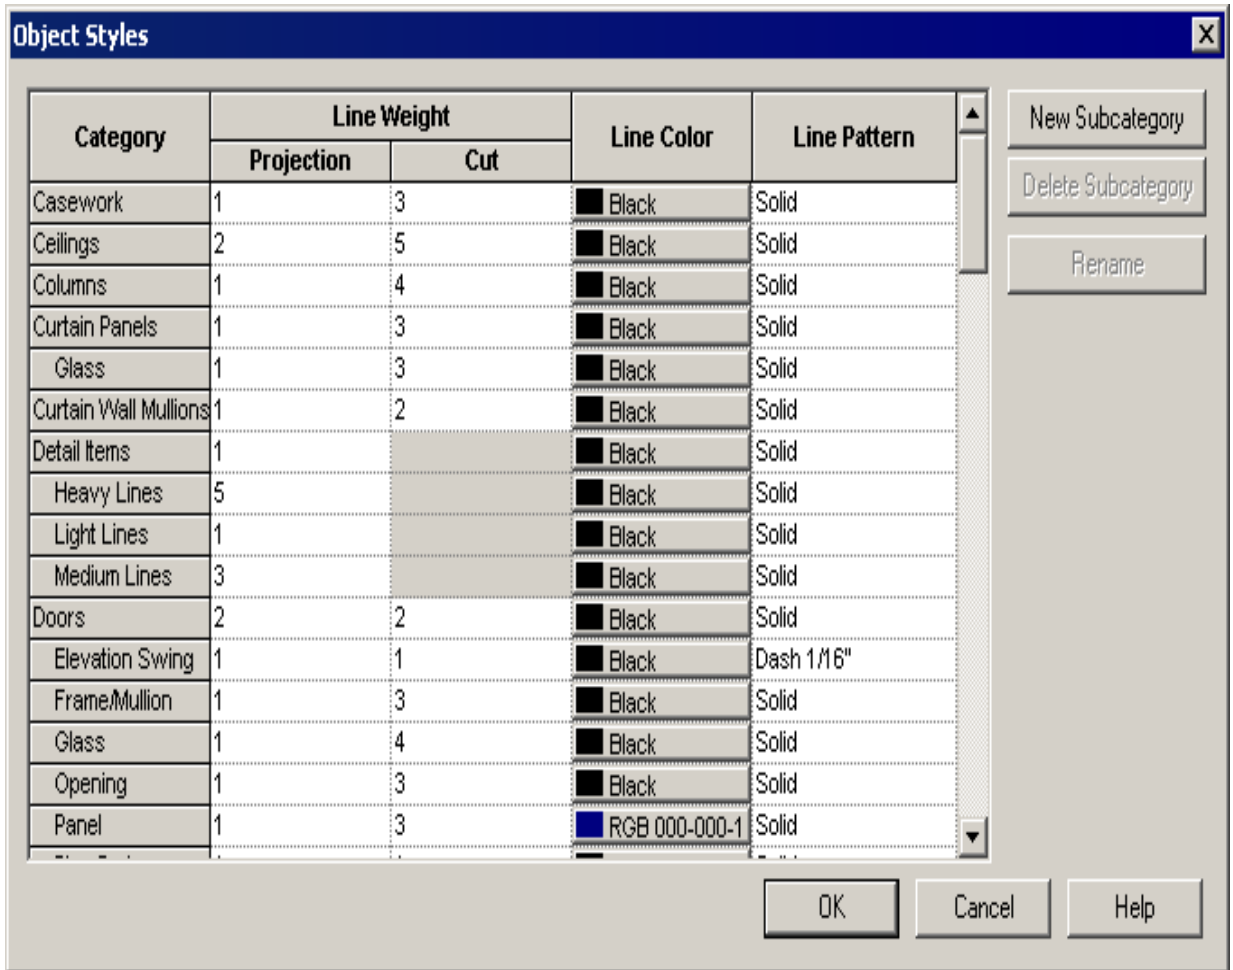 Object Styles
Category Line Weight Line Color Line Pattern
Projection Cut
Casework 1 3 Black Solid
Ceilings 2 5 Black Solid
Columns 1 4 Black Solid
Curtain Panels 1 3 Black Solid
Glass 1 3 Black Solid
Curtain Wall Mullions 1 2 Black Solid
Detail Items 1 Black Solid
Heavy Lines 5 Black Solid
Light Lines 1 Black Solid
Medium Lines 3 Black Solid
Doors 2 2 Black Solid
Elevation Swing 1 1 Black Dash 1/16"
Frame/Mullion 1 3 Black Solid
Glass 1 4 Black Solid
Opening 1 3 Black Solid
Panel 1 3 RGB 000-000-1 Solid
New Subcategory
Delete Subcategory
Rename
OK Cancel Help